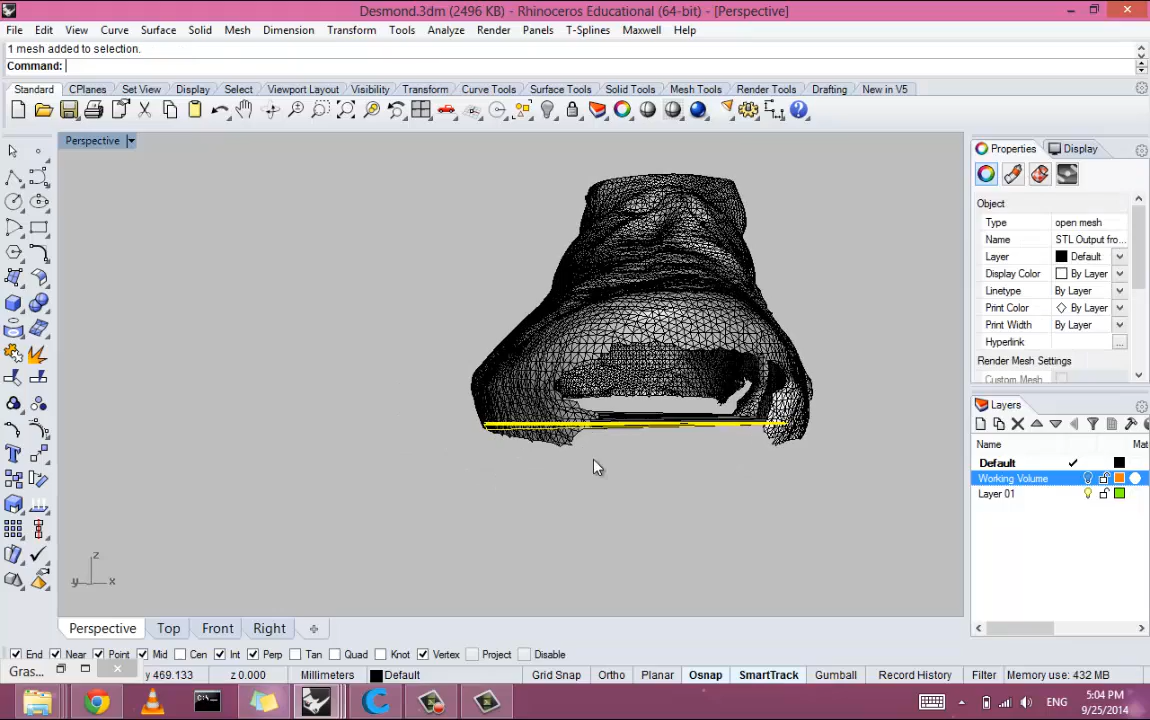 Desmond.3dm (2496 KB) - Rhinoceros Educational (64-bit) - [Perspective]
File Edit View Curve Surface Solid Mesh Dimension Transform Tools Analyze Render Panels T-Splines Maxwell Help
1 mesh added to selection.
Command:
Standard CPlanes Set View Display Select Viewport Layout Visibility Transform Curve Tools Surface Tools Solid Tools Mesh Tools Render Tools Drafting New in V5
Perspective
Properties Display
Object
Type open mesh
Name STL Output fro...
Layer Default
Display Color By Layer
Linetype By Layer
Print Color By Layer
Print Width By Layer
Hyperlink ...
Render Mesh Settings
Custom Mesh
Layers
Name Mat
Default
Working Volume
Layer 01
z
y x
Perspective Top Front Right
End Near Point Mid Cen Int Perp Tan Quad Knot Vertex Project Disable
Gras... y 469.133 z 0.000 Millimeters Default Grid Snap Ortho Planar Osnap SmartTrack Gumball Record History Filter Memory use: 432 MB
ENG
5:04 PM
9/25/2014